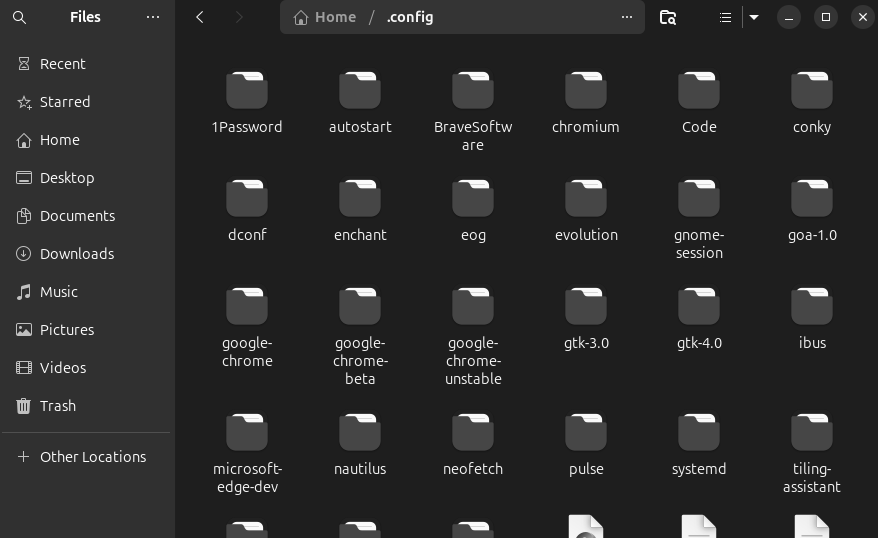 Files
Home / .config
Recent
Starred
Home
Desktop
Documents
Downloads
Music
Pictures
Videos
Trash
Other Locations
1Password
autostart
BraveSoftw
are
chromium
Code
conky
dconf
enchant
eog
evolution
gnome-
session
goa-1.0
google-
chrome
google-
chrome-
beta
google-
chrome-
unstable
gtk-3.0
gtk-4.0
ibus
microsoft-
edge-dev
nautilus
neofetch
pulse
systemd
tiling-
assistant